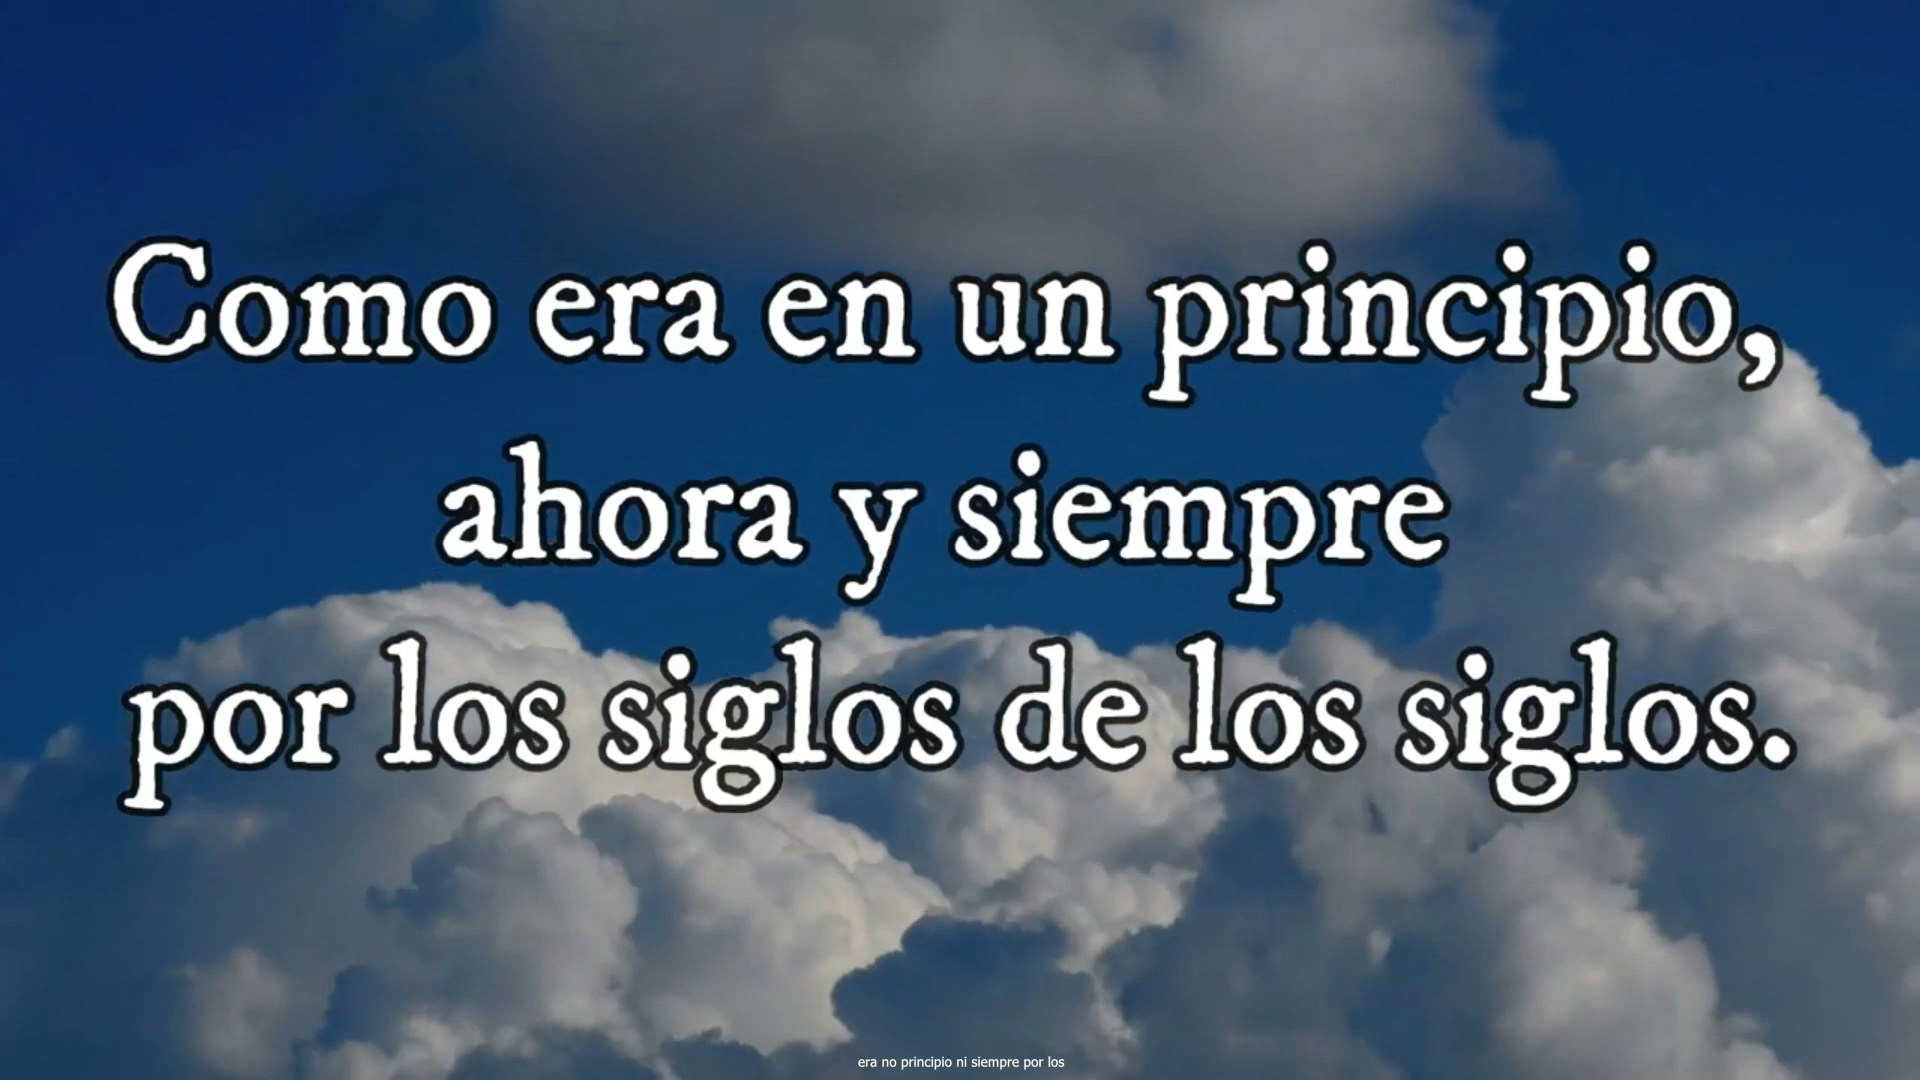 Como era en un principio,
ahora y siempre
por los siglos de los siglos.
era no principio ni siempre por los